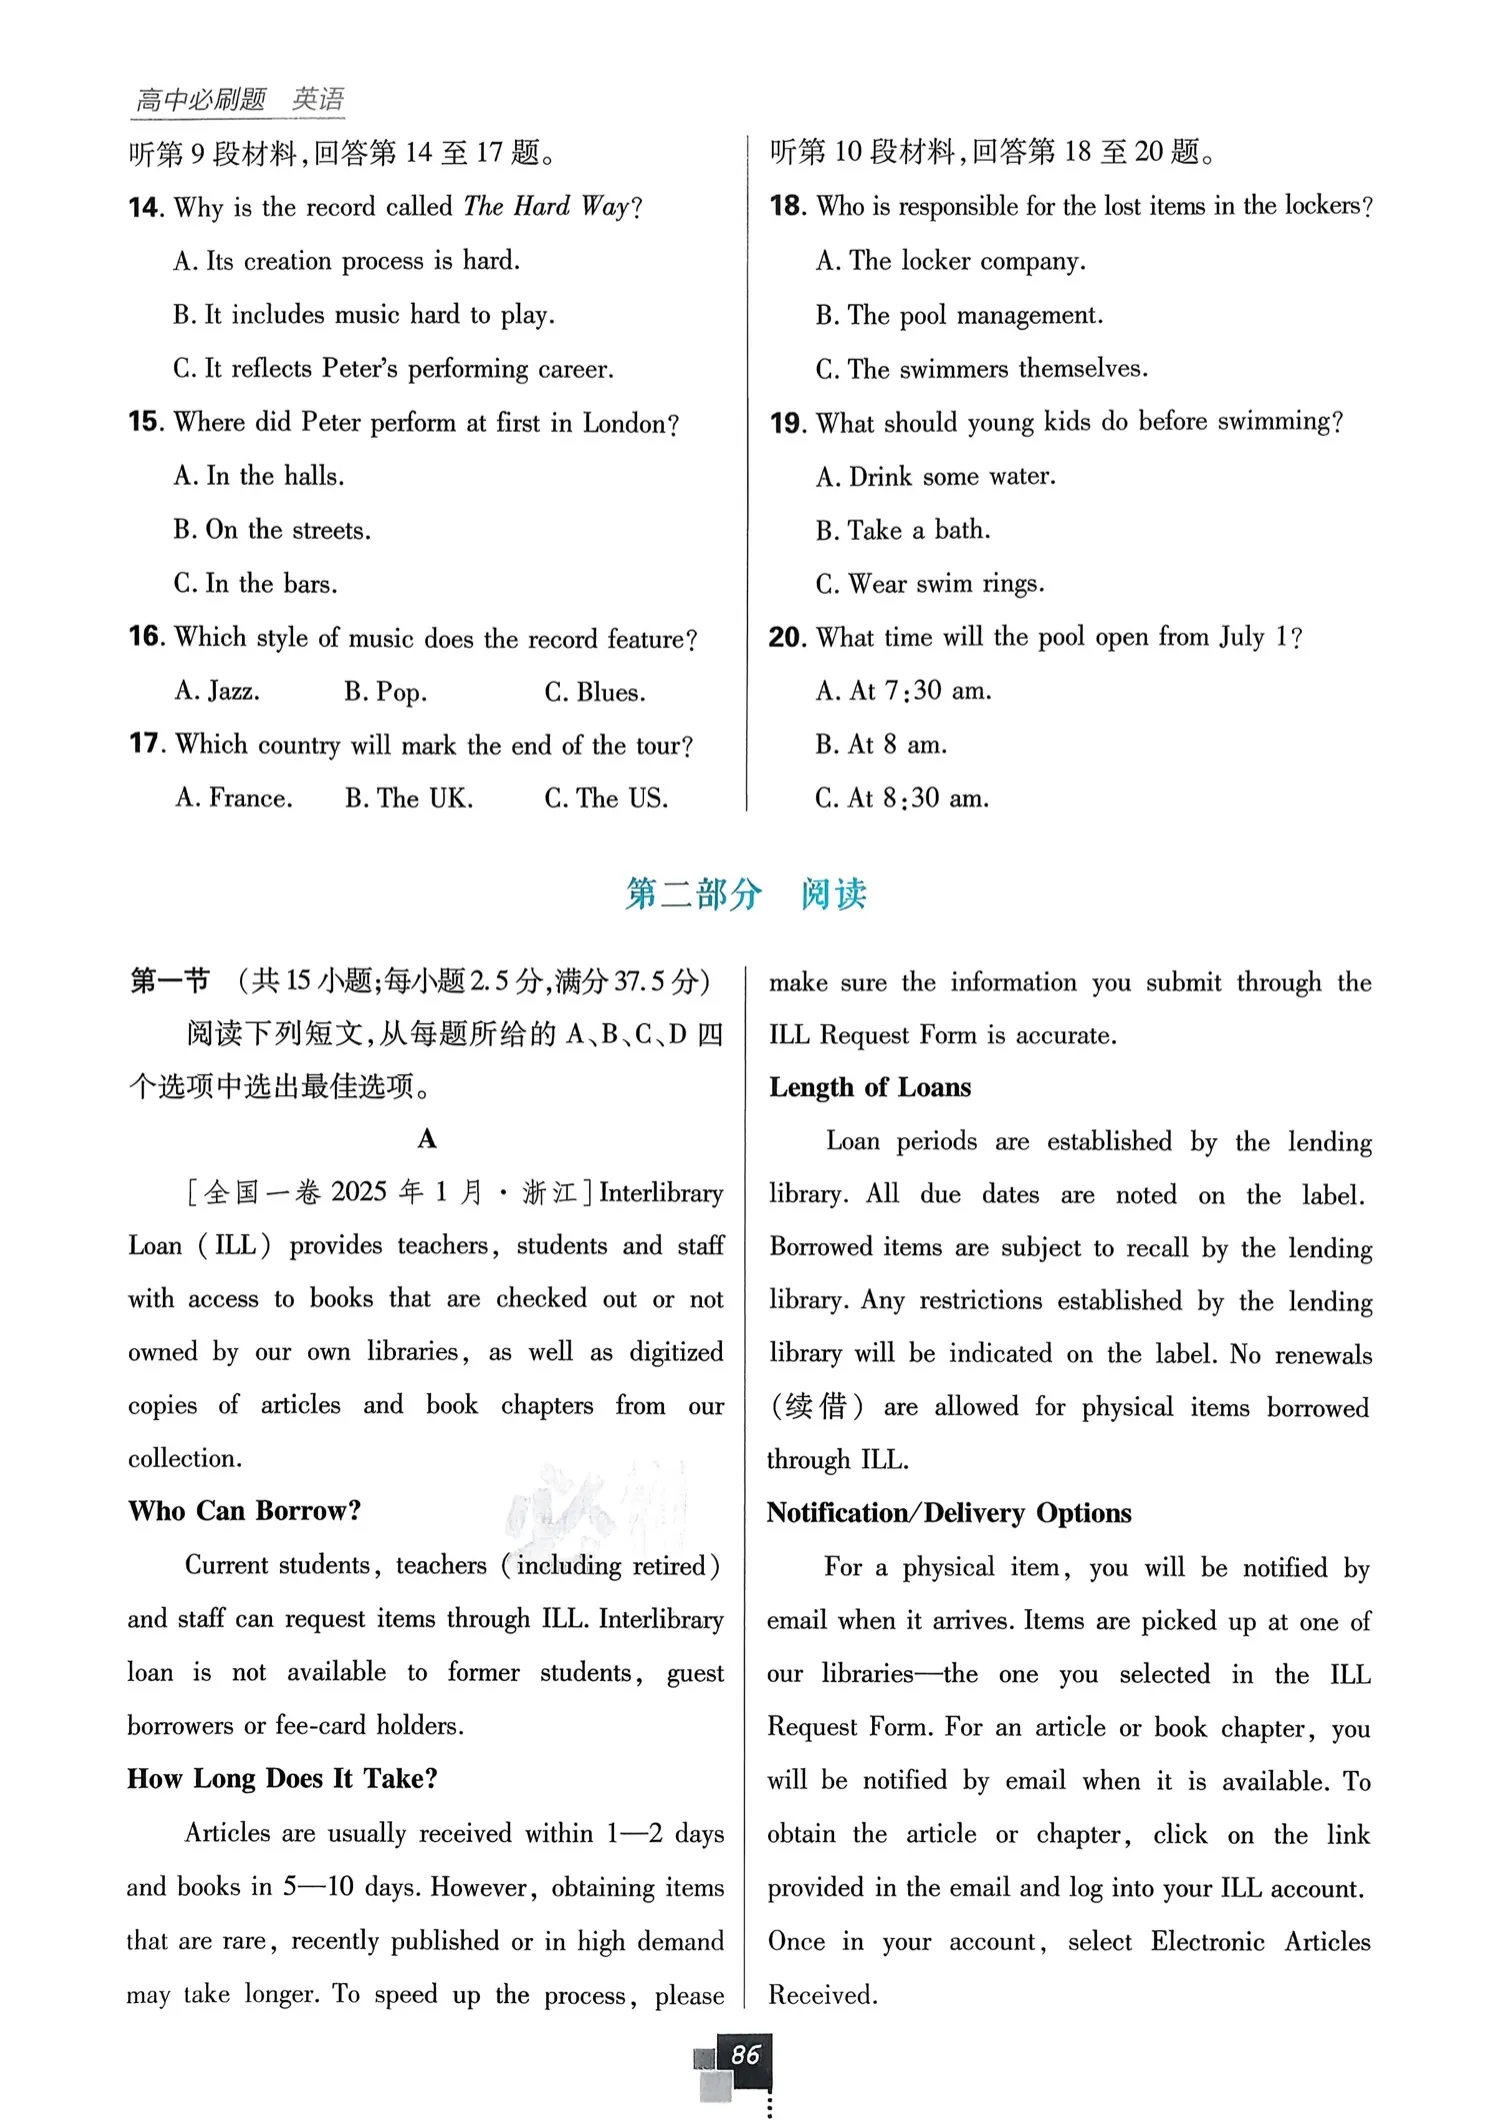 高中必刷题 英语
听第 9 段材料,回答第 14 至 17 题。
14. Why is the record called The Hard Way?
A. Its creation process is hard.
B. It includes music hard to play.
C. It reflects Peter's performing career.
15. Where did Peter perform at first in London?
A. In the halls.
B. On the streets.
C. In the bars.
16. Which style of music does the record feature?
A. Jazz. B. Pop. C. Blues.
17. Which country will mark the end of the tour?
A. France. B. The UK. C. The US.
听第 10 段材料,回答第 18 至 20 题。
18. Who is responsible for the lost items in the lockers?
A. The locker company.
B. The pool management.
C. The swimmers themselves.
19. What should young kids do before swimming?
A. Drink some water.
B. Take a bath.
C. Wear swim rings.
20. What time will the pool open from July 1?
A. At 7:30 am.
B. At 8 am.
C. At 8:30 am.
第二部分 阅读
第一节 (共 15 小题;每小题 2.5 分,满分 37.5 分)
阅读下列短文,从每题所给的 A、B、C、D 四
个选项中选出最佳选项。
A
[全国一卷 2025 年 1 月·浙江]Interlibrary
Loan (ILL) provides teachers, students and staff
with access to books that are checked out or not
owned by our own libraries, as well as digitized
copies of articles and book chapters from our
collection.
Who Can Borrow?
Current students, teachers (including retired)
and staff can request items through ILL. Interlibrary
loan is not available to former students, guest
borrowers or fee-card holders.
How Long Does It Take?
Articles are usually received within 1—2 days
and books in 5—10 days. However, obtaining items
that are rare, recently published or in high demand
may take longer. To speed up the process, please
make sure the information you submit through the
ILL Request Form is accurate.
Length of Loans
Loan periods are established by the lending
library. All due dates are noted on the label.
Borrowed items are subject to recall by the lending
library. Any restrictions established by the lending
library will be indicated on the label. No renewals
(续借) are allowed for physical items borrowed
through ILL.
Notification/Delivery Options
For a physical item, you will be notified by
email when it arrives. Items are picked up at one of
our libraries—the one you selected in the ILL
Request Form. For an article or book chapter, you
will be notified by email when it is available. To
obtain the article or chapter, click on the link
provided in the email and log into your ILL account.
Once in your account, select Electronic Articles
Received.
86